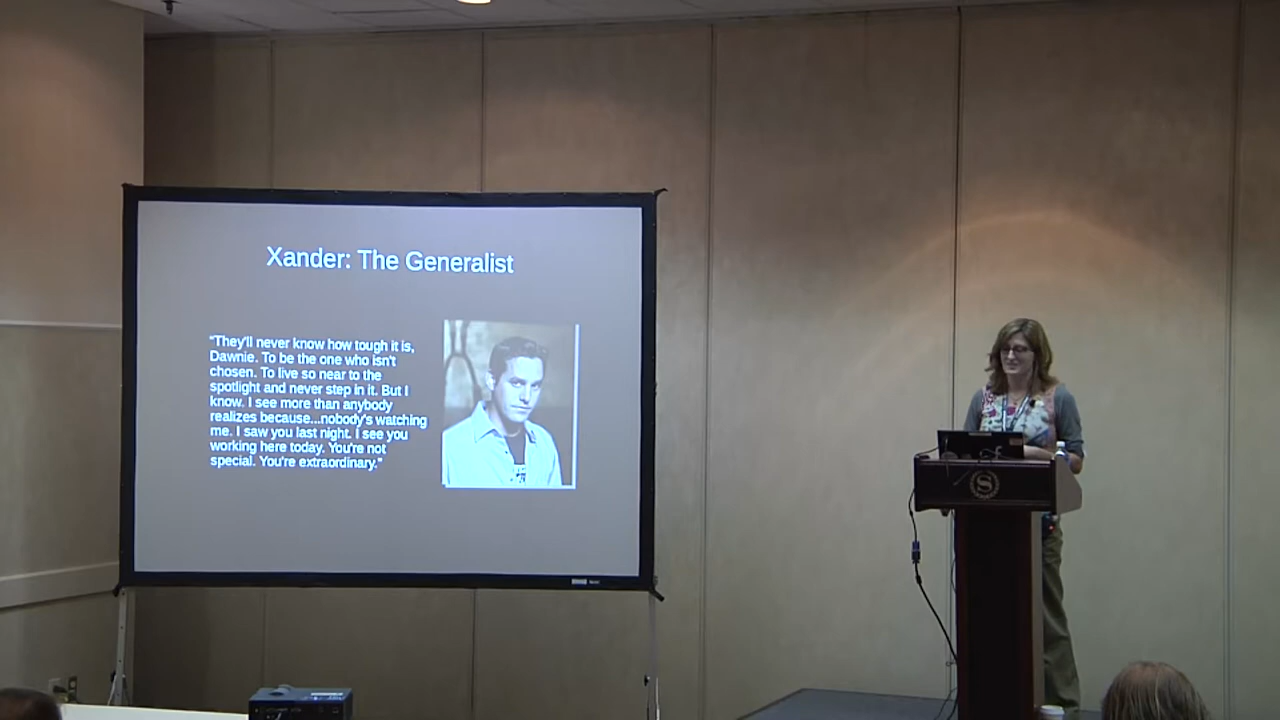 Xander: The Generalist
"They'll never know how tough it is,
Dawnie. To be the one who isn't
chosen. To live so near to the
spotlight and never step in it. But I
know. I see more than anybody
realizes because...nobody's watching
me. I saw you last night. I see you
working here today. You're not
special. You're extraordinary."
S